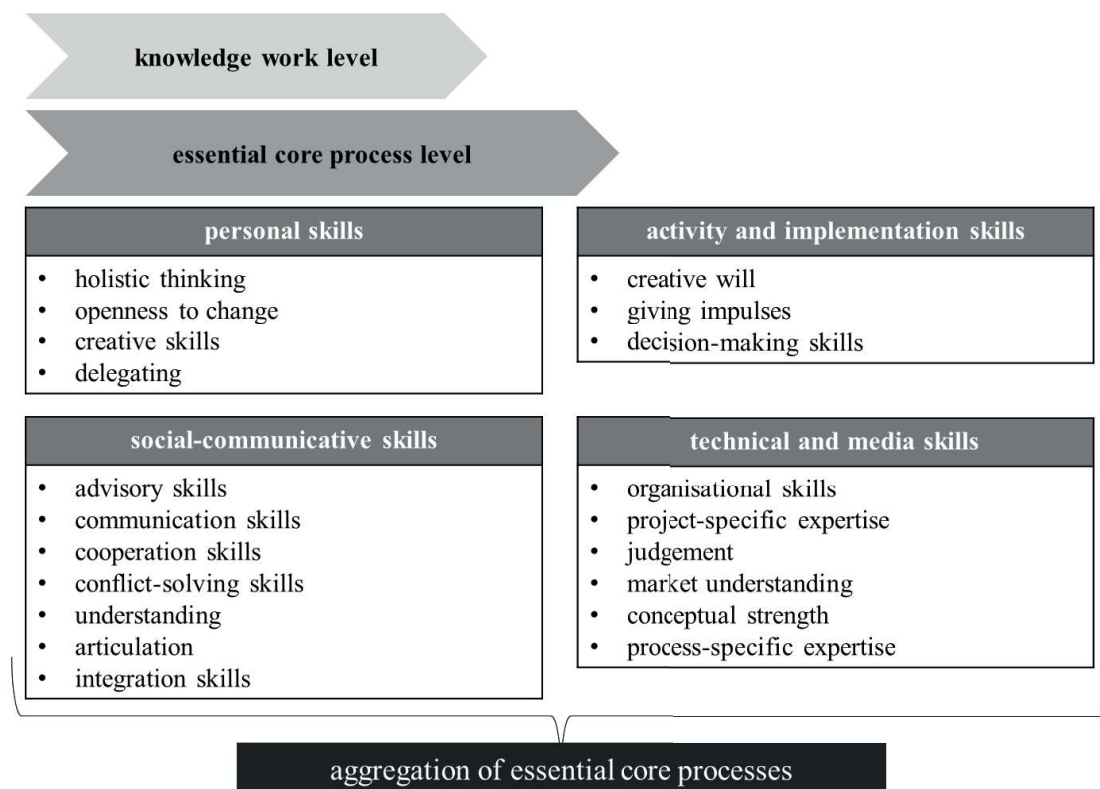 knowledge work level
essential core process level
personal skills
• holistic thinking
• openness to change
• creative skills
• delegating
activity and implementation skills
• creative will
• giving impulses
• decision-making skills
social-communicative skills
• advisory skills
• communication skills
• cooperation skills
• conflict-solving skills
• understanding
• articulation
• integration skills
technical and media skills
• organisational skills
• project-specific expertise
• judgement
• market understanding
• conceptual strength
• process-specific expertise
aggregation of essential core processes